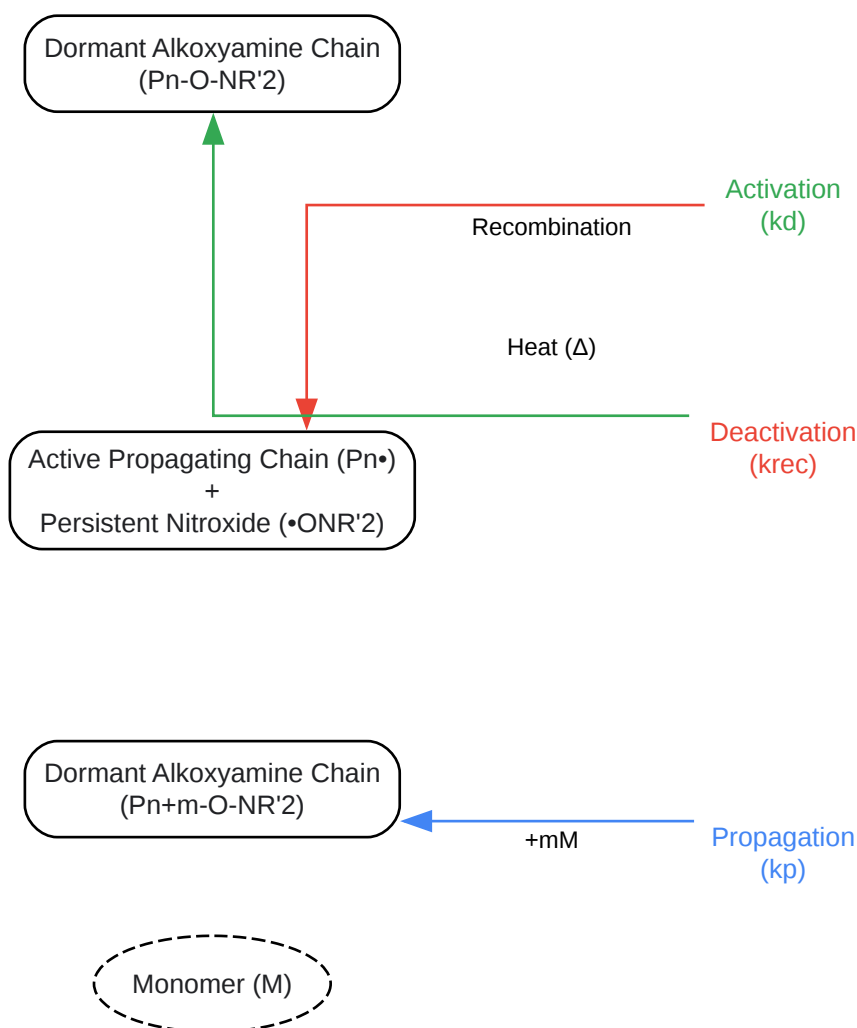 Dormant Alkoxyamine Chain
(Pn-O-NR'2)
Activation
(kd)
Recombination
Heat (Δ)
Deactivation
(krec)
Active Propagating Chain (Pn•)
+
Persistent Nitroxide (•ONR'2)
Dormant Alkoxyamine Chain
(Pn+m-O-NR'2)
+mM
Propagation
(kp)
Monomer (M)